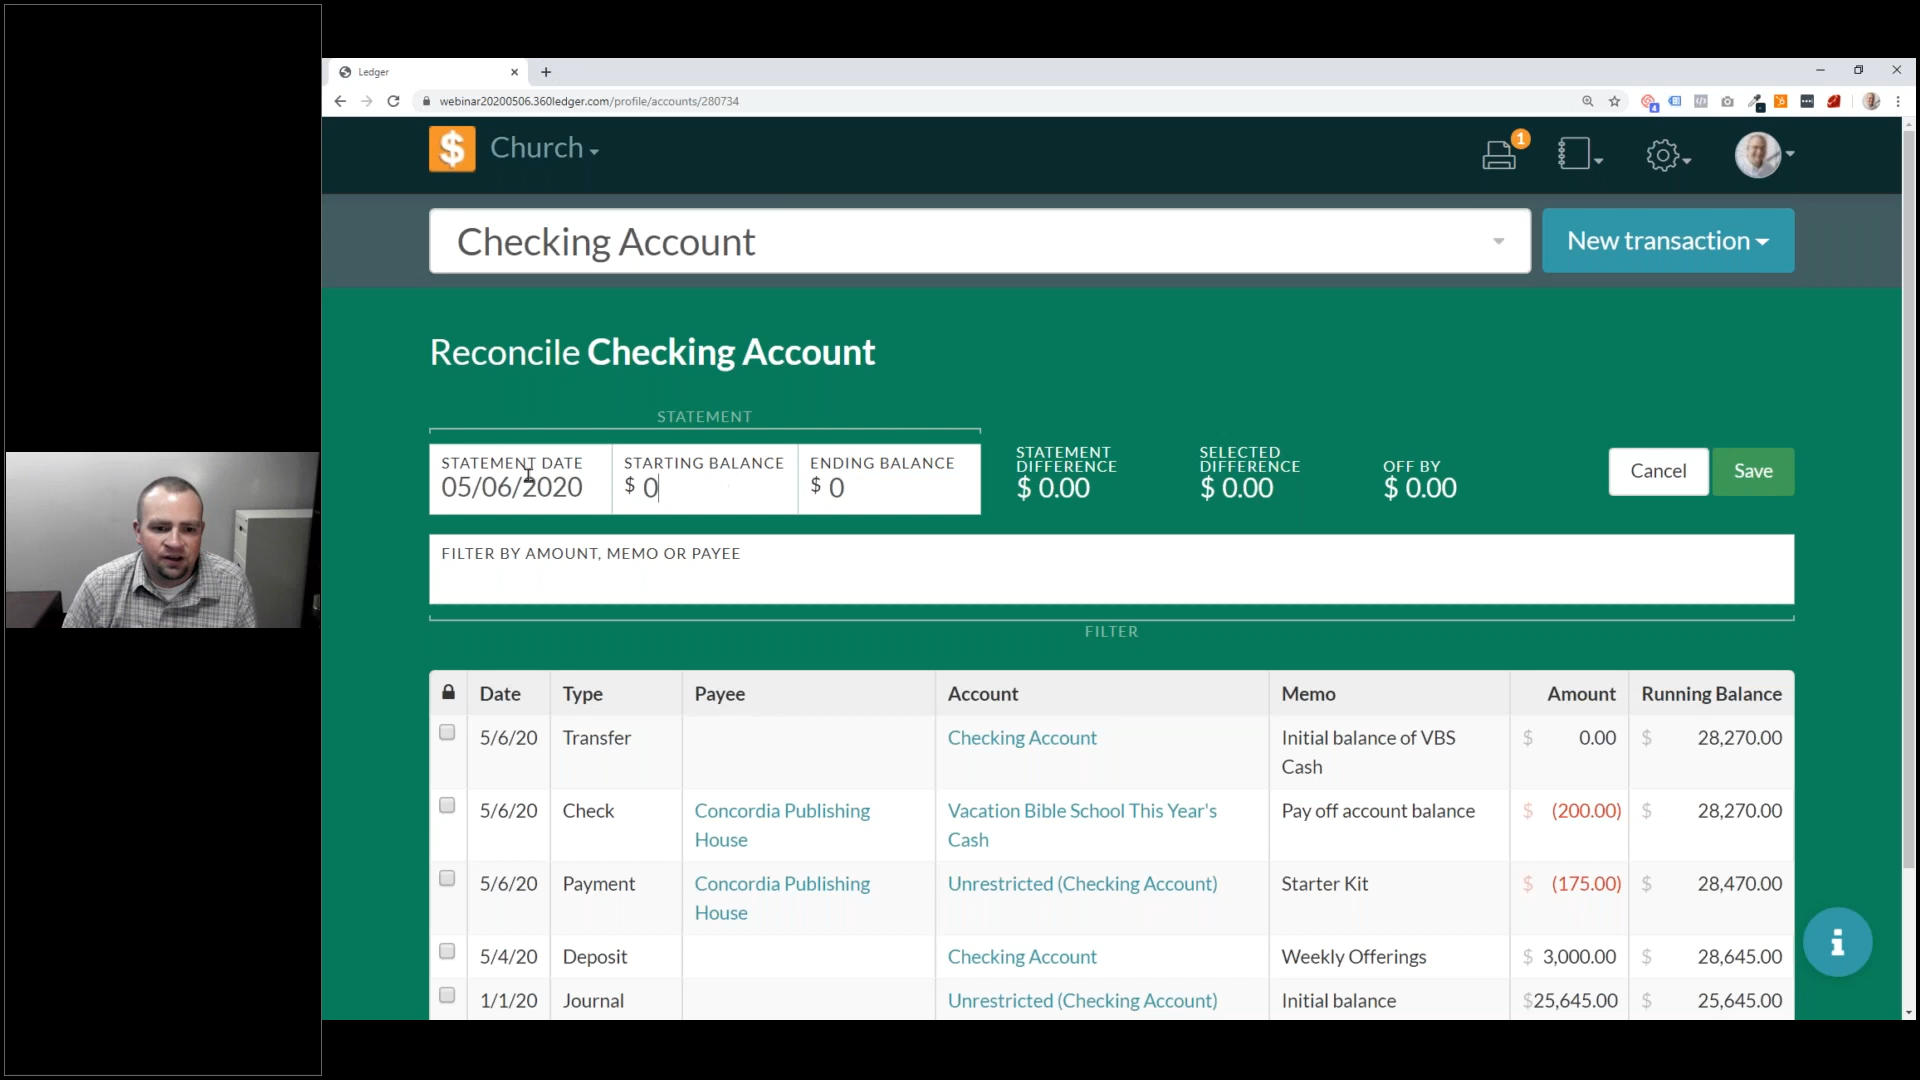 Ledger
webinar20200506.360ledger.com/profile/accounts/280734
$ Church
1
Checking Account
New transaction
Reconcile Checking Account
STATEMENT
STATEMENT DATE
05/06/2020
STARTING BALANCE
$ 0
ENDING BALANCE
$ 0
STATEMENT
DIFFERENCE
$ 0.00
SELECTED
DIFFERENCE
$ 0.00
OFF BY
$ 0.00
Cancel
Save
FILTER BY AMOUNT, MEMO OR PAYEE
FILTER
Date Type Payee Account Memo Amount Running Balance
5/6/20 Transfer Checking Account Initial balance of VBS $ 0.00 $ 28,270.00
Cash
5/6/20 Check Concordia Publishing Vacation Bible School This Year's Pay off account balance $ (200.00) $ 28,270.00
House Cash
5/6/20 Payment Concordia Publishing Unrestricted (Checking Account) Starter Kit $ (175.00) $ 28,470.00
House
5/4/20 Deposit Checking Account Weekly Offerings $ 3,000.00 $ 28,645.00
1/1/20 Journal Unrestricted (Checking Account) Initial balance $25,645.00 $ 25,645.00
i